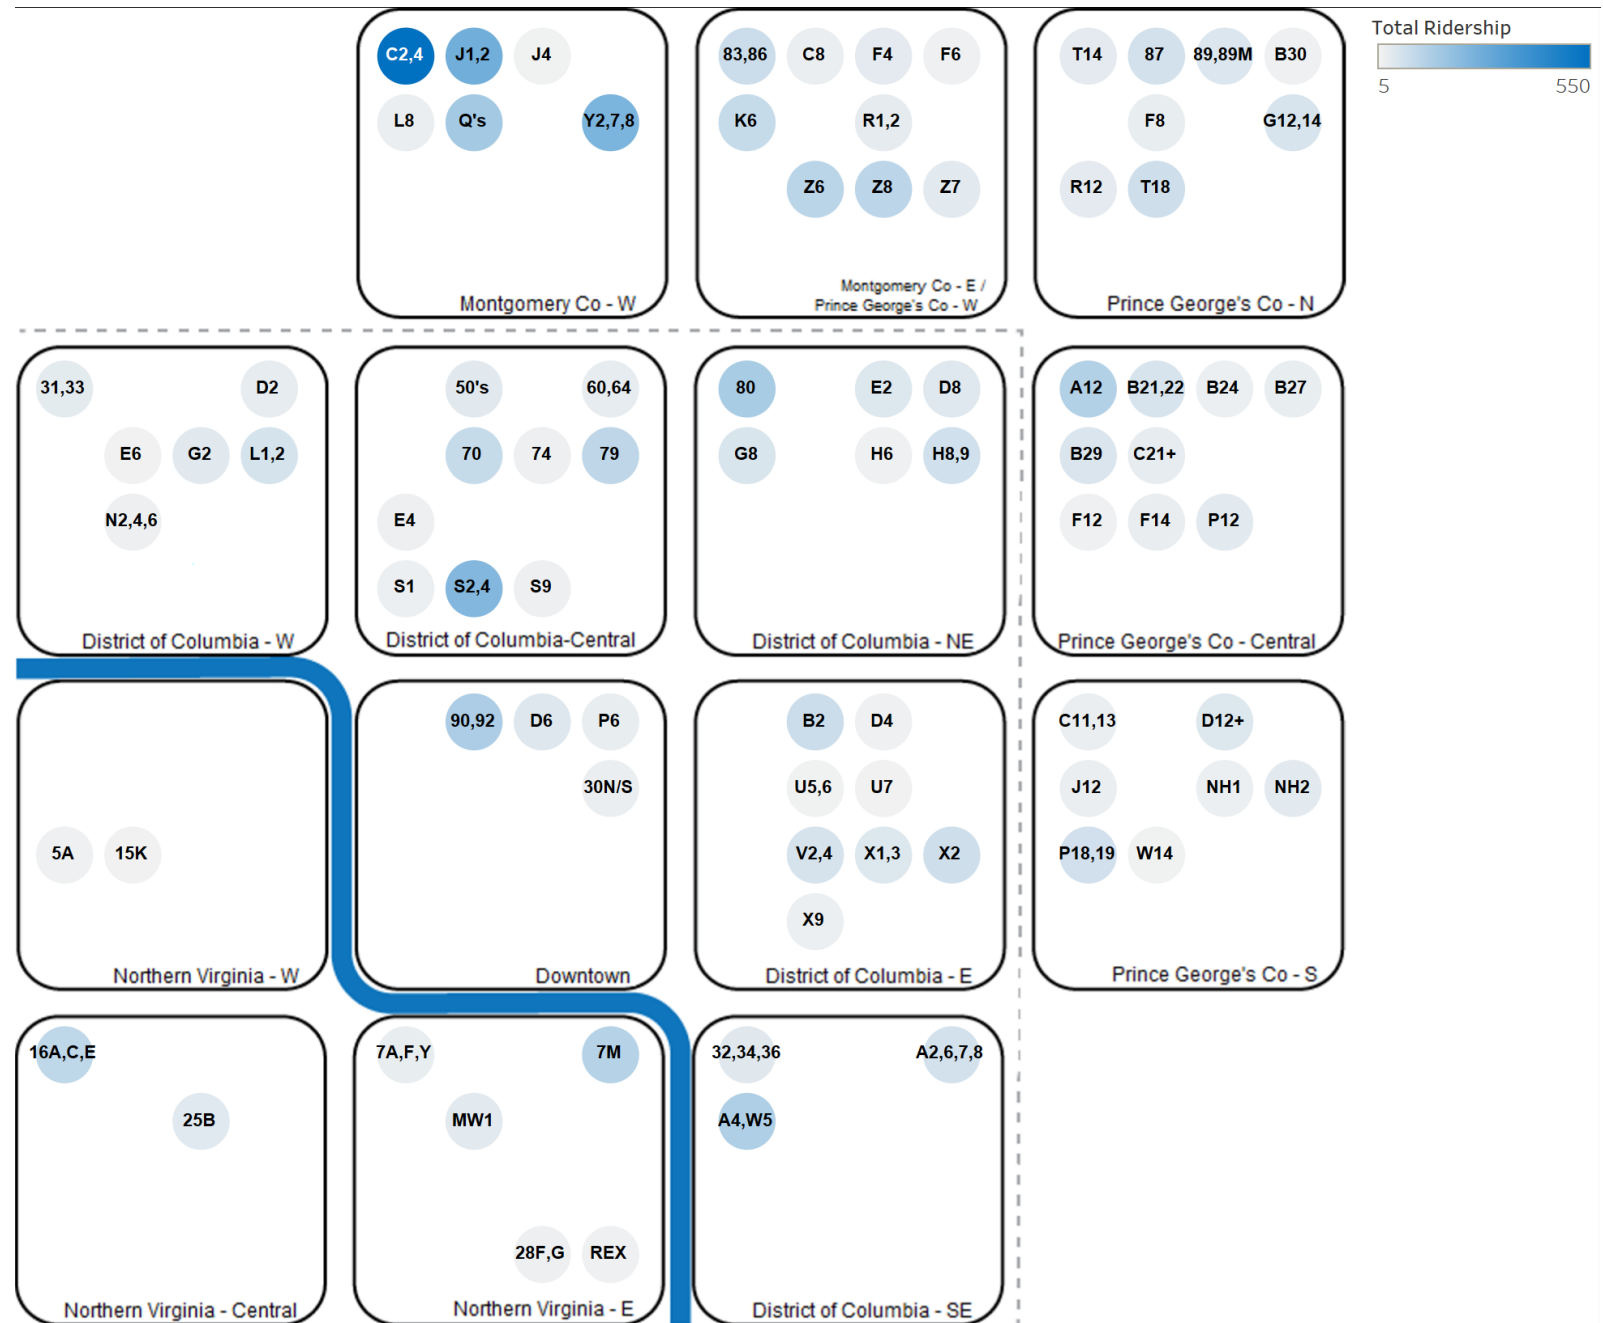 Total Ridership
5 550
C2,4 J1,2 J4
L8 Q's Y2,7,8
Montgomery Co - W
83,86 C8 F4 F6
K6 R1,2
Z6 Z8 Z7
Montgomery Co - E /
Prince George's Co - W
T14 87 89,89M B30
F8 G12,14
R12 T18
Prince George's Co - N
31,33 D2
E6 G2 L1,2
N2,4,6
District of Columbia - W
50's 60,64
70 74 79
E4
S1 S2,4 S9
District of Columbia-Central
80 E2 D8
G8 H6 H8,9
District of Columbia - NE
A12 B21,22 B24 B27
B29 C21+
F12 F14 P12
Prince George's Co - Central
5A 15K
Northern Virginia - W
90,92 D6 P6
30N/S
Downtown
B2 D4
U5,6 U7
V2,4 X1,3 X2
X9
District of Columbia - E
C11,13 D12+
J12 NH1 NH2
P18,19 W14
Prince George's Co - S
16A,C,E
25B
Northern Virginia - Central
7A,F,Y 7M
MW1
28F,G REX
Northern Virginia - E
32,34,36 A2,6,7,8
A4,W5
District of Columbia - SE